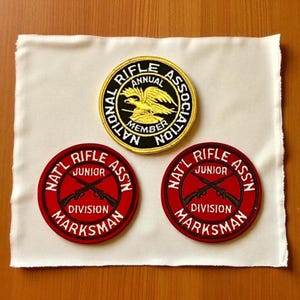 NATIONAL RIFLE ASSOCIATION
ANNUAL
MEMBER
NAT'L RIFLE ASS'N
JUNIOR
DIVISION
MARKSMAN
NAT'L RIFLE ASS'N
JUNIOR
DIVISION
MARKSMAN